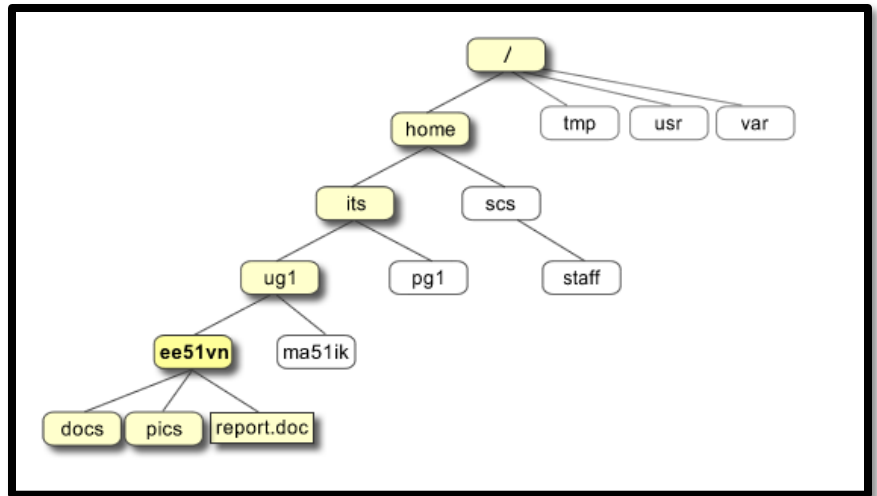 /
home
tmp
usr
var
its
scs
ug1
pg1
staff
ee51vn
ma51ik
docs
pics
report.doc